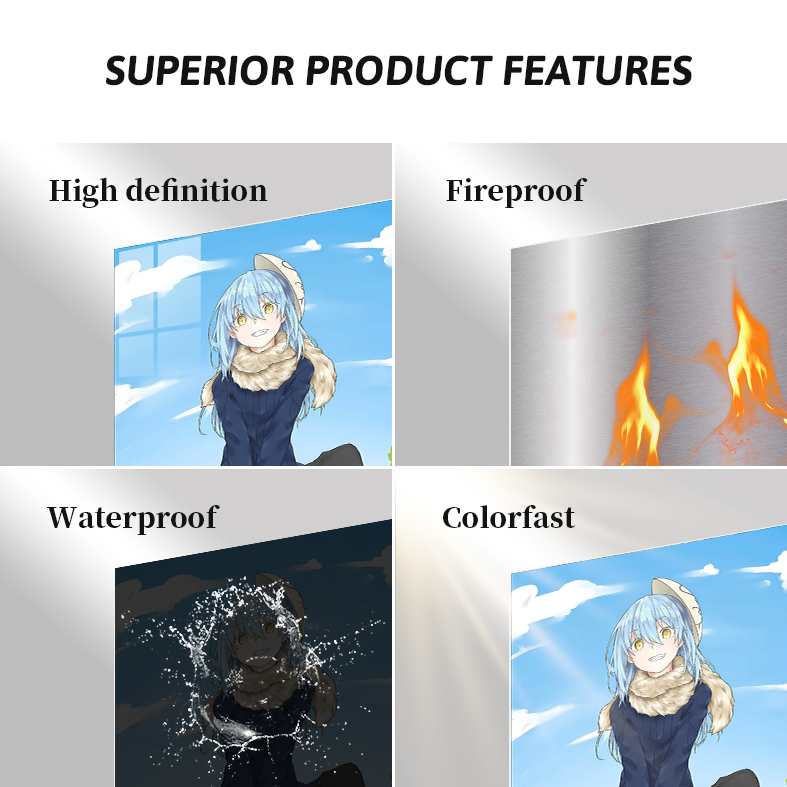 SUPERIOR PRODUCT FEATURES
High definition
Fireproof
Waterproof
Colorfast